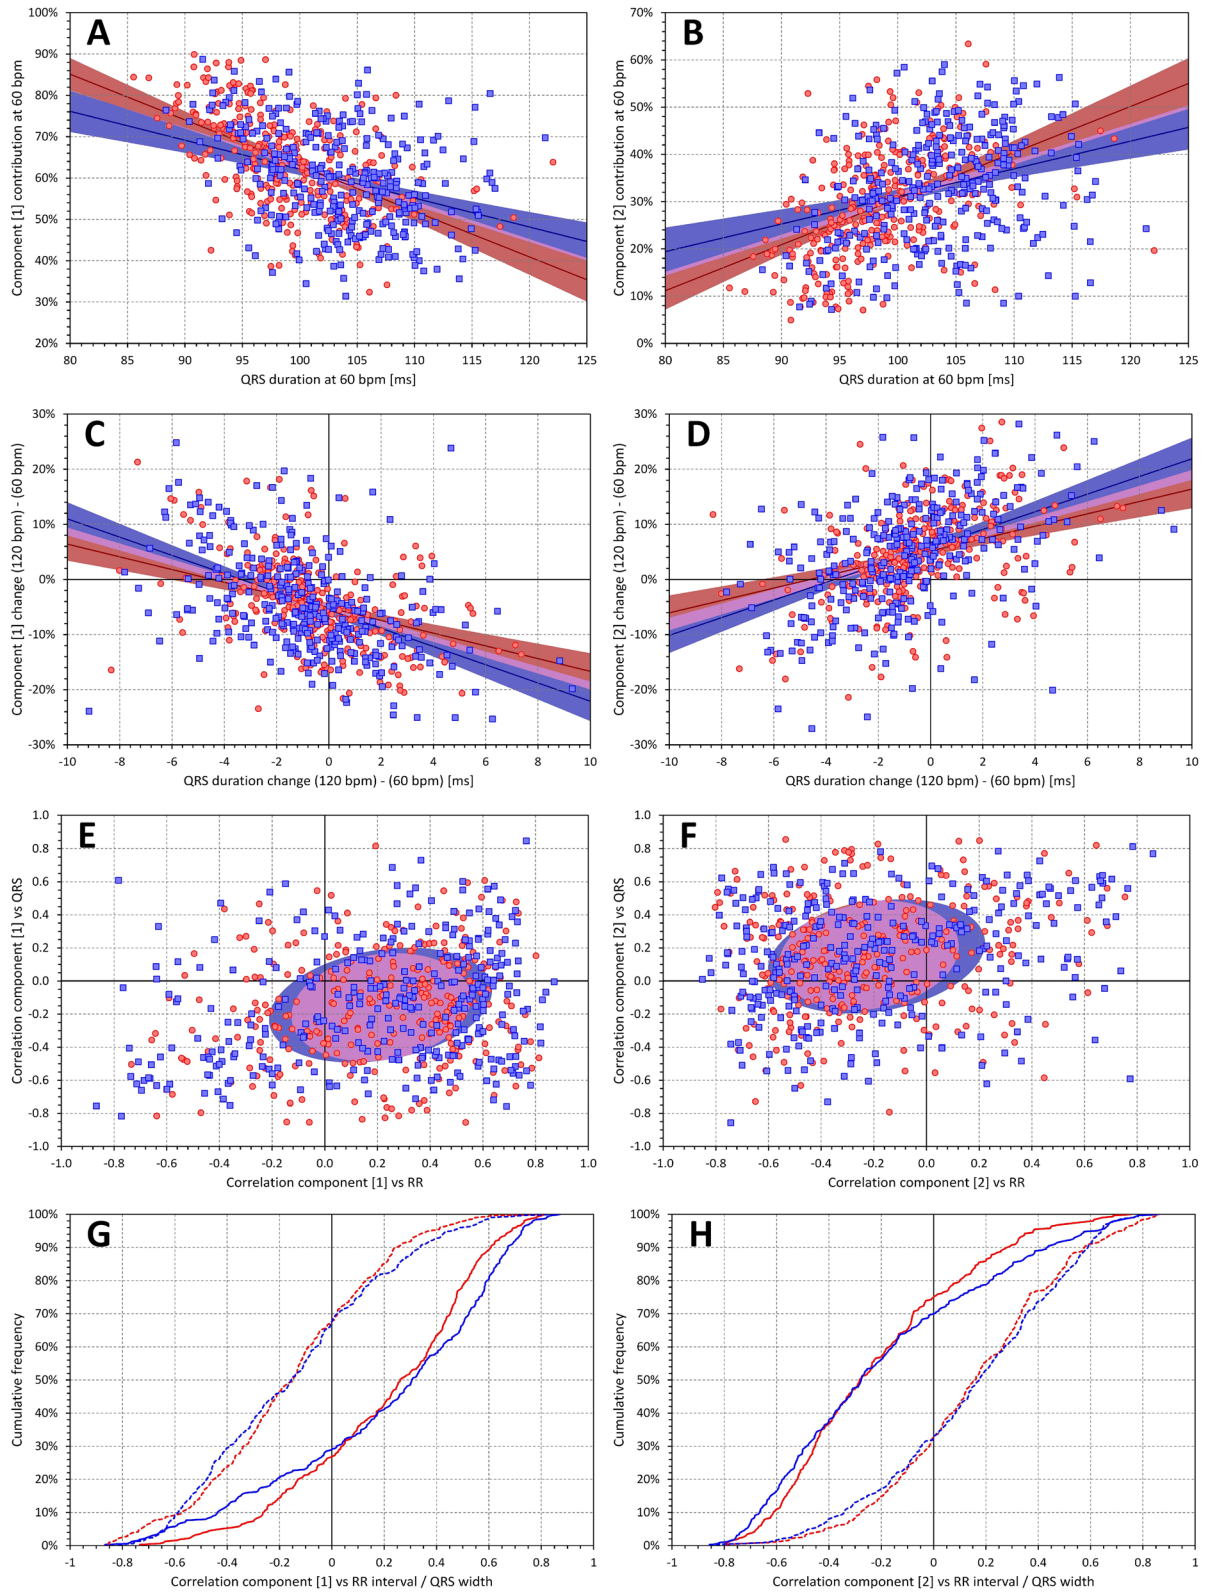 A
Component [1] contribution at 60 bpm
100%
90%
80%
70%
60%
50%
40%
30%
20%
80 85 90 95 100 105 110 115 120 125
QRS duration at 60 bpm [ms]
B
Component [2] contribution at 60 bpm
70%
60%
50%
40%
30%
20%
10%
0%
80 85 90 95 100 105 110 115 120 125
QRS duration at 60 bpm [ms]
C
Component [1] change (120 bpm) - (60 bpm)
30%
20%
10%
0%
-10%
-20%
-30%
-10 -8 -6 -4 -2 0 2 4 6 8 10
QRS duration change (120 bpm) - (60 bpm) [ms]
D
Component [2] change (120 bpm) - (60 bpm)
30%
20%
10%
0%
-10%
-20%
-30%
-10 -8 -6 -4 -2 0 2 4 6 8 10
QRS duration change (120 bpm) - (60 bpm) [ms]
E
Correlation component [1] vs QRS
1.0
0.8
0.6
0.4
0.2
0.0
-0.2
-0.4
-0.6
-0.8
-1.0
-1.0 -0.8 -0.6 -0.4 -0.2 0.0 0.2 0.4 0.6 0.8 1.0
Correlation component [1] vs RR
F
Correlation component [2] vs QRS
1.0
0.8
0.6
0.4
0.2
0.0
-0.2
-0.4
-0.6
-0.8
-1.0
-1.0 -0.8 -0.6 -0.4 -0.2 0.0 0.2 0.4 0.6 0.8 1.0
Correlation component [2] vs RR
G
Cumulative frequency
100%
90%
80%
70%
60%
50%
40%
30%
20%
10%
0%
-1 -0.8 -0.6 -0.4 -0.2 0 0.2 0.4 0.6 0.8 1
Correlation component [1] vs RR interval / QRS width
H
Cumulative frequency
100%
90%
80%
70%
60%
50%
40%
30%
20%
10%
0%
-1 -0.8 -0.6 -0.4 -0.2 0 0.2 0.4 0.6 0.8 1
Correlation component [2] vs RR interval / QRS width